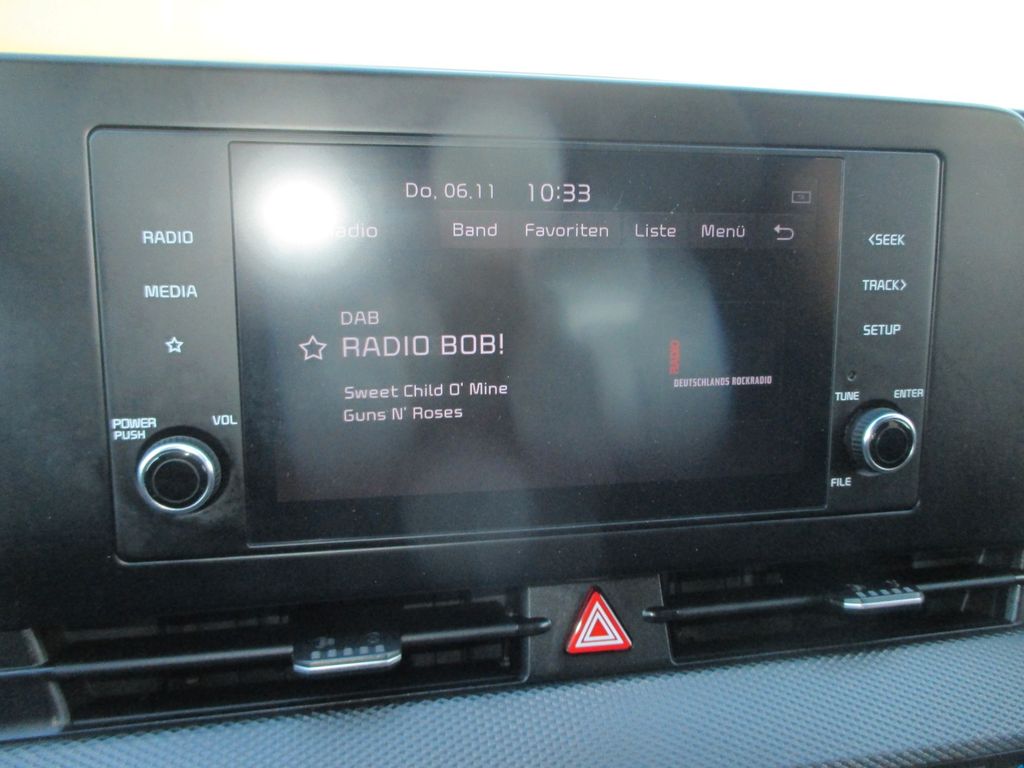 Do, 06.11 10:33
RADIO
Band Favoriten Liste Menü
<SEEK
MEDIA
TRACK>
DAB
RADIO BOB!
SETUP
RADIO
DEUTSCHLANDS ROCKRADIO
Sweet Child O' Mine
Guns N' Roses
POWER
PUSH
VOL
TUNE
ENTER
FILE